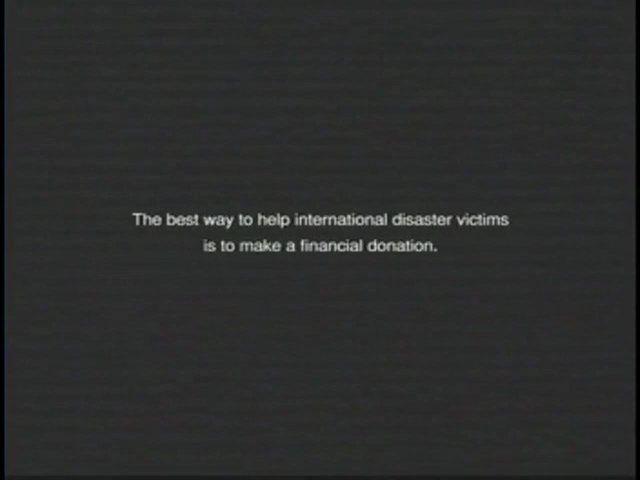 The best way to help international disaster victims
is to make a financial donation.